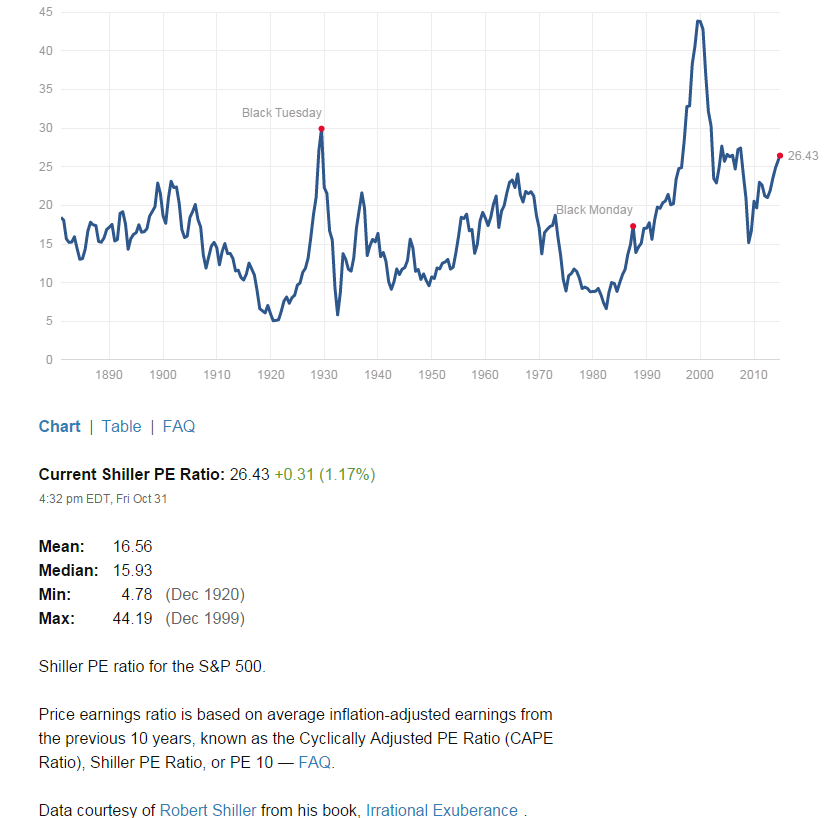 45
40
35
Black Tuesday
30
26.43
25
20
Black Monday
15
10
5
0
1890 1900 1910 1920 1930 1940 1950 1960 1970 1980 1990 2000 2010
Chart | Table | FAQ
Current Shiller PE Ratio: 26.43 +0.31 (1.17%)
4:32 pm EDT, Fri Oct 31
Mean: 16.56
Median: 15.93
Min: 4.78 (Dec 1920)
Max: 44.19 (Dec 1999)
Shiller PE ratio for the S&P 500.
Price earnings ratio is based on average inflation-adjusted earnings from
the previous 10 years, known as the Cyclically Adjusted PE Ratio (CAPE
Ratio), Shiller PE Ratio, or PE 10 — FAQ.
Data courtesy of Robert Shiller from his book, Irrational Exuberance .